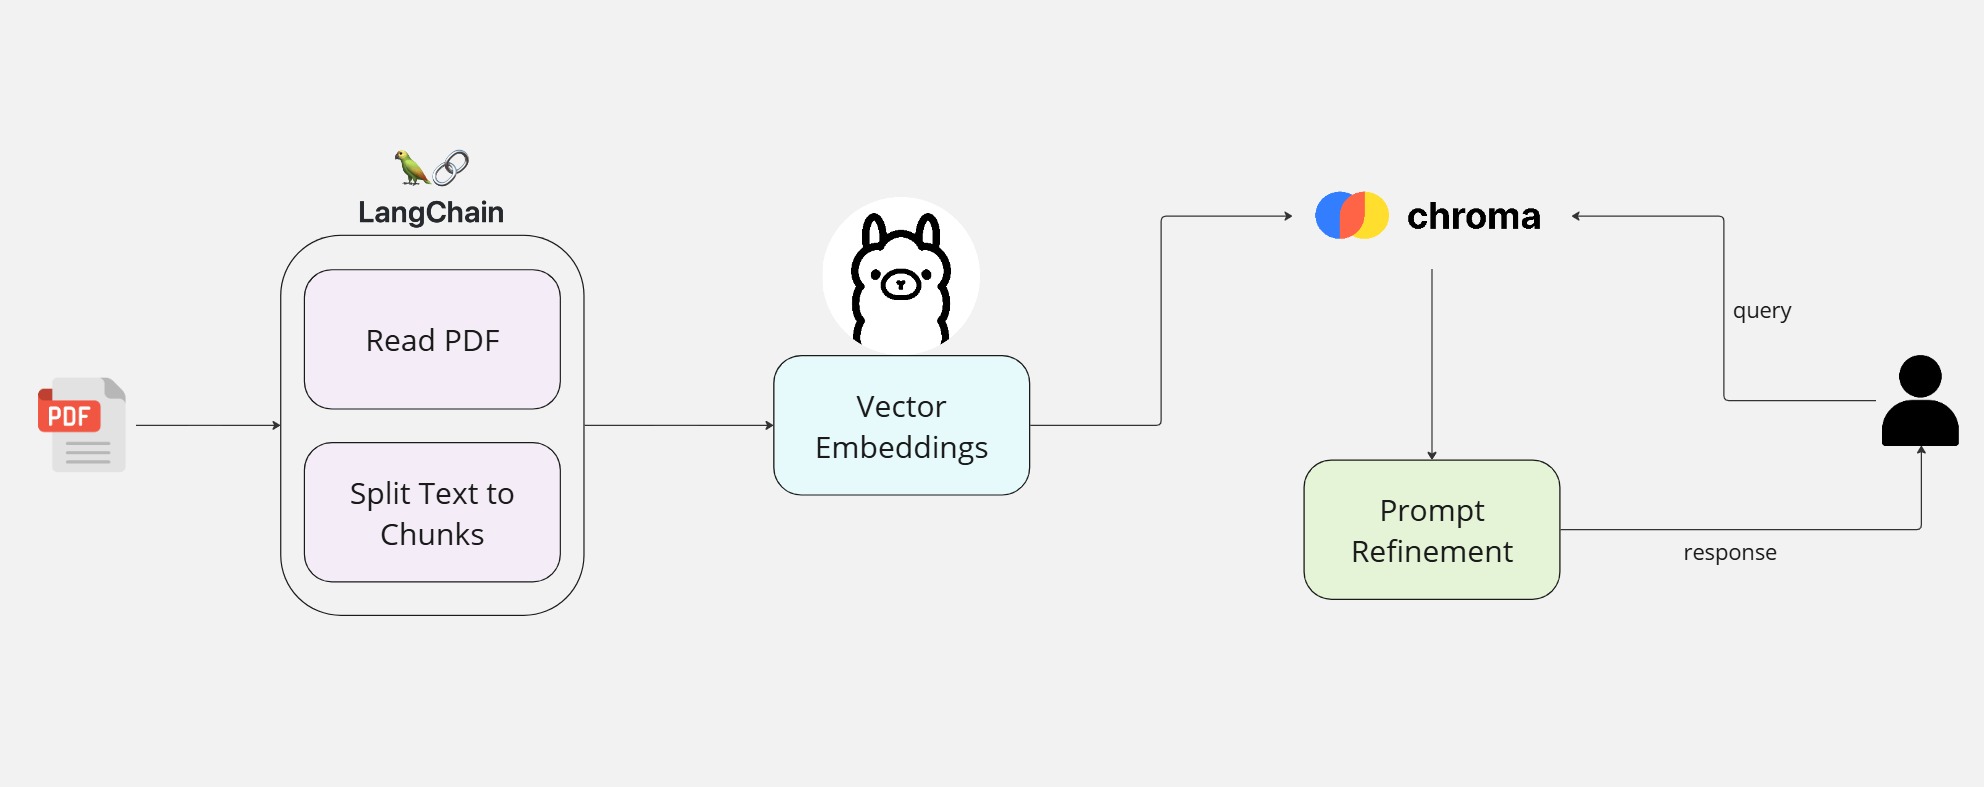 LangChain
Read PDF
PDF
Split Text to
Chunks
Vector
Embeddings
chroma
query
Prompt
Refinement
response